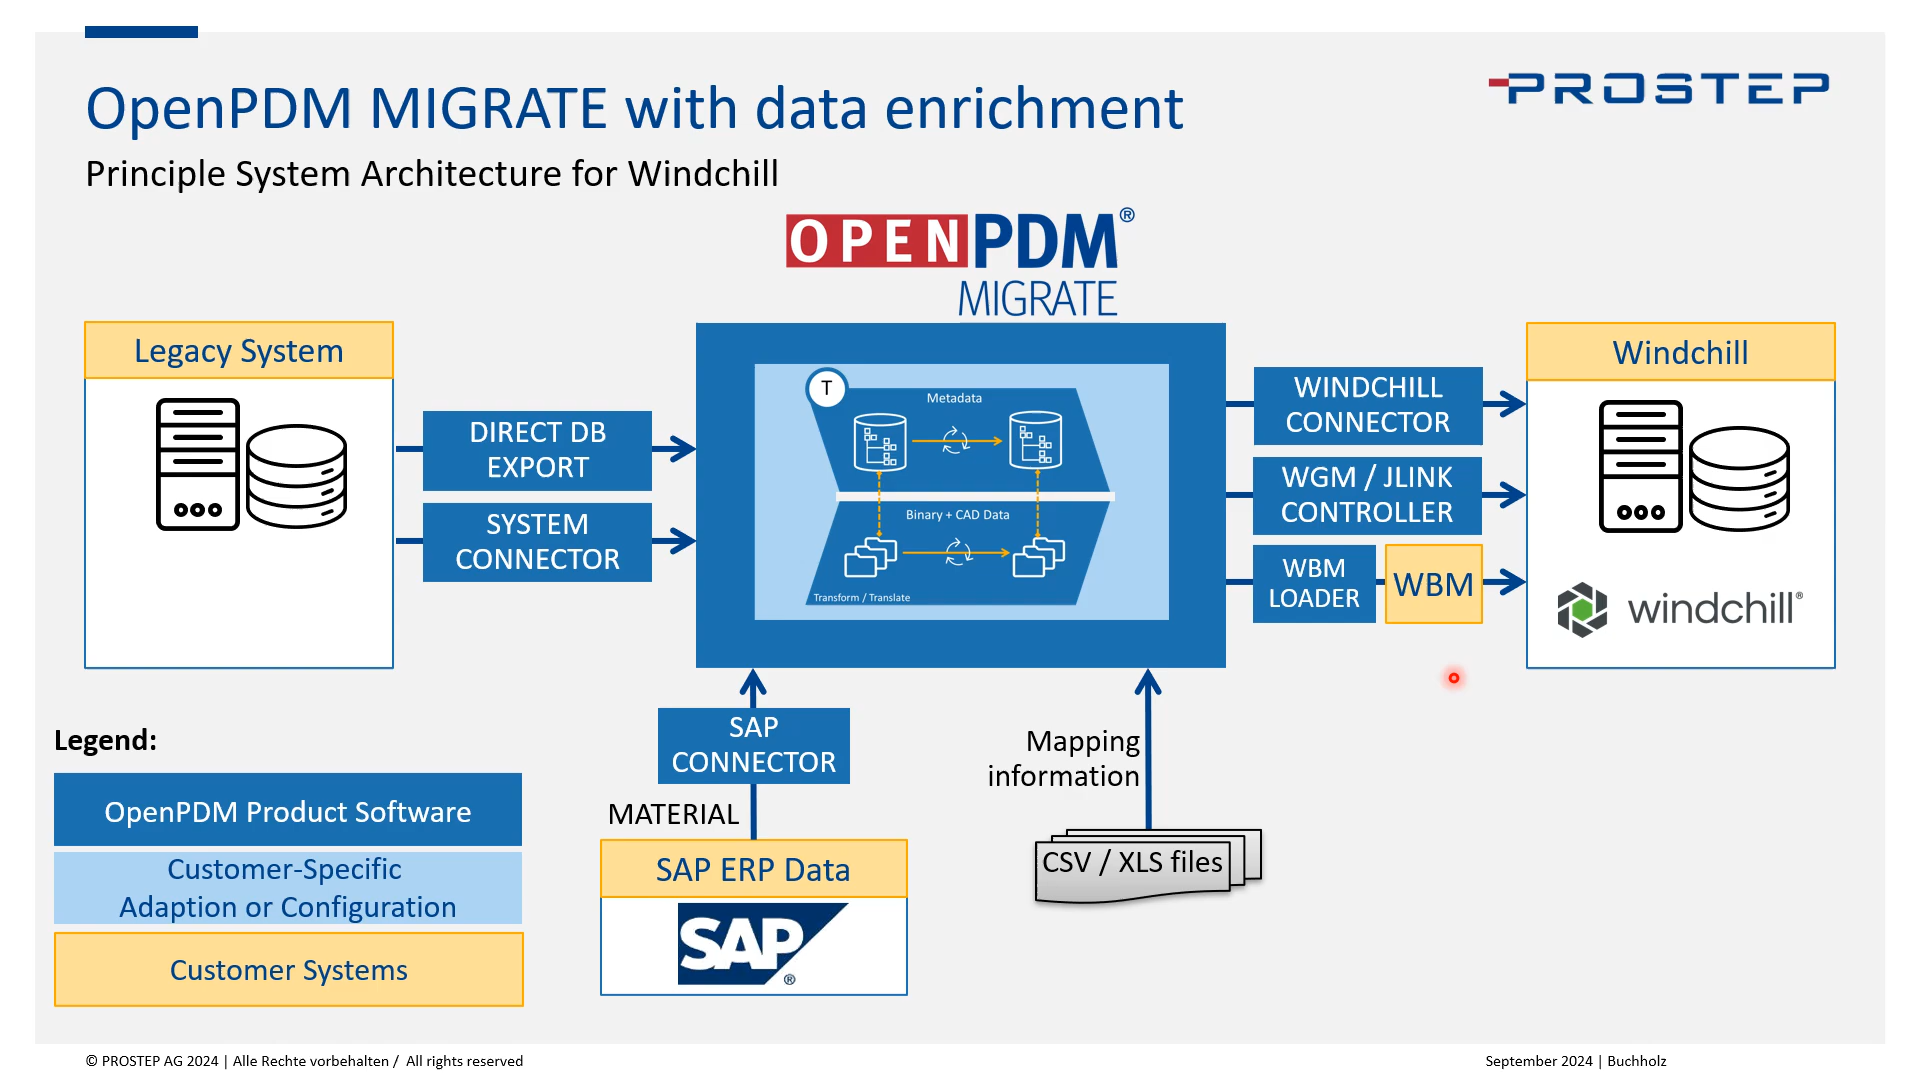 OpenPDM MIGRATE with data enrichment
PROSTEP
Principle System Architecture for Windchill
OPENPDM®
MIGRATE
Legacy System
DIRECT DB
EXPORT
SYSTEM
CONNECTOR
T
Metadata
Binary + CAD Data
Transform / Translate
WINDCHILL
CONNECTOR
WGM / JLINK
CONTROLLER
WBM
LOADER
WBM
Windchill
windchill®
SAP
CONNECTOR
MATERIAL
SAP ERP Data
SAP®
Mapping
information
CSV / XLS files
Legend:
OpenPDM Product Software
Customer-Specific
Adaption or Configuration
Customer Systems
© PROSTEP AG 2024 | Alle Rechte vorbehalten / All rights reserved
September 2024 | Buchholz